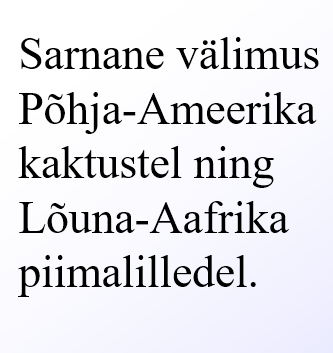 Sarnane välimus
Põhja-Ameerika
kaktustel ning
Lõuna-Aafrika
piimalilledel.